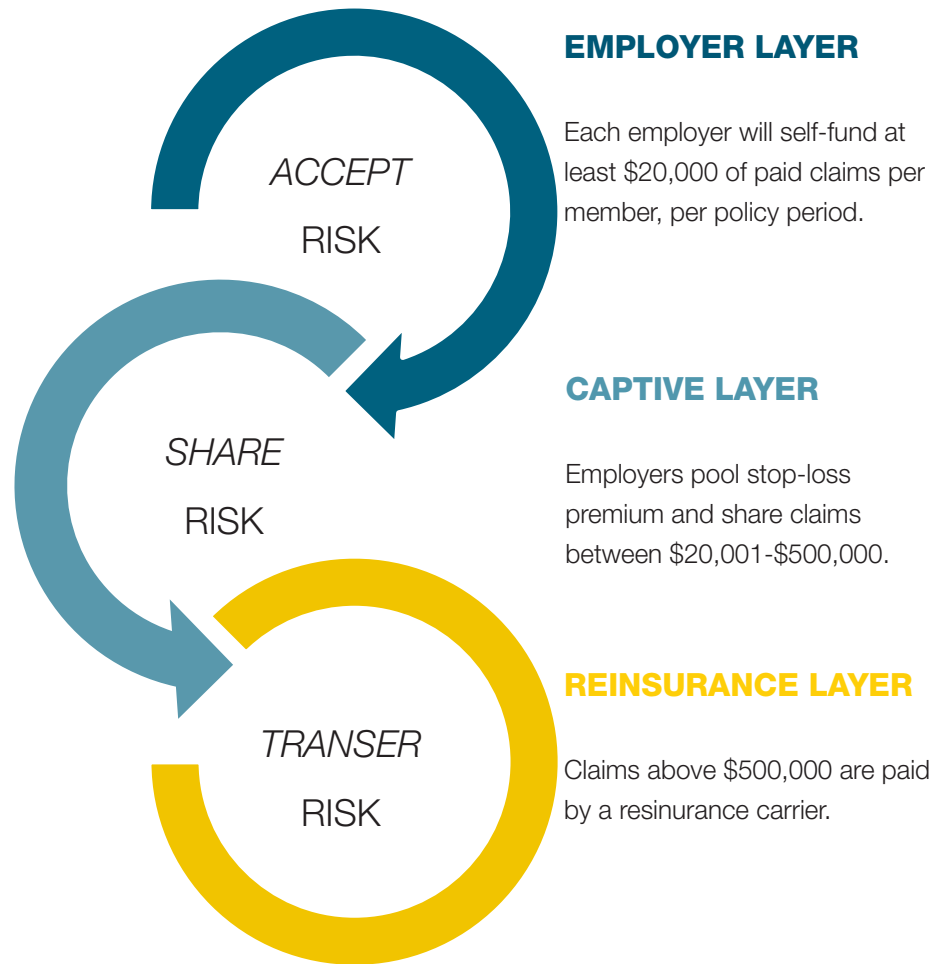 EMPLOYER LAYER
Each employer will self-fund at
least $20,000 of paid claims per
member, per policy period.
ACCEPT
RISK
CAPTIVE LAYER
Employers pool stop-loss
premium and share claims
between $20,001-$500,000.
SHARE
RISK
REINSURANCE LAYER
Claims above $500,000 are paid
by a resinurance carrier.
TRANSER
RISK